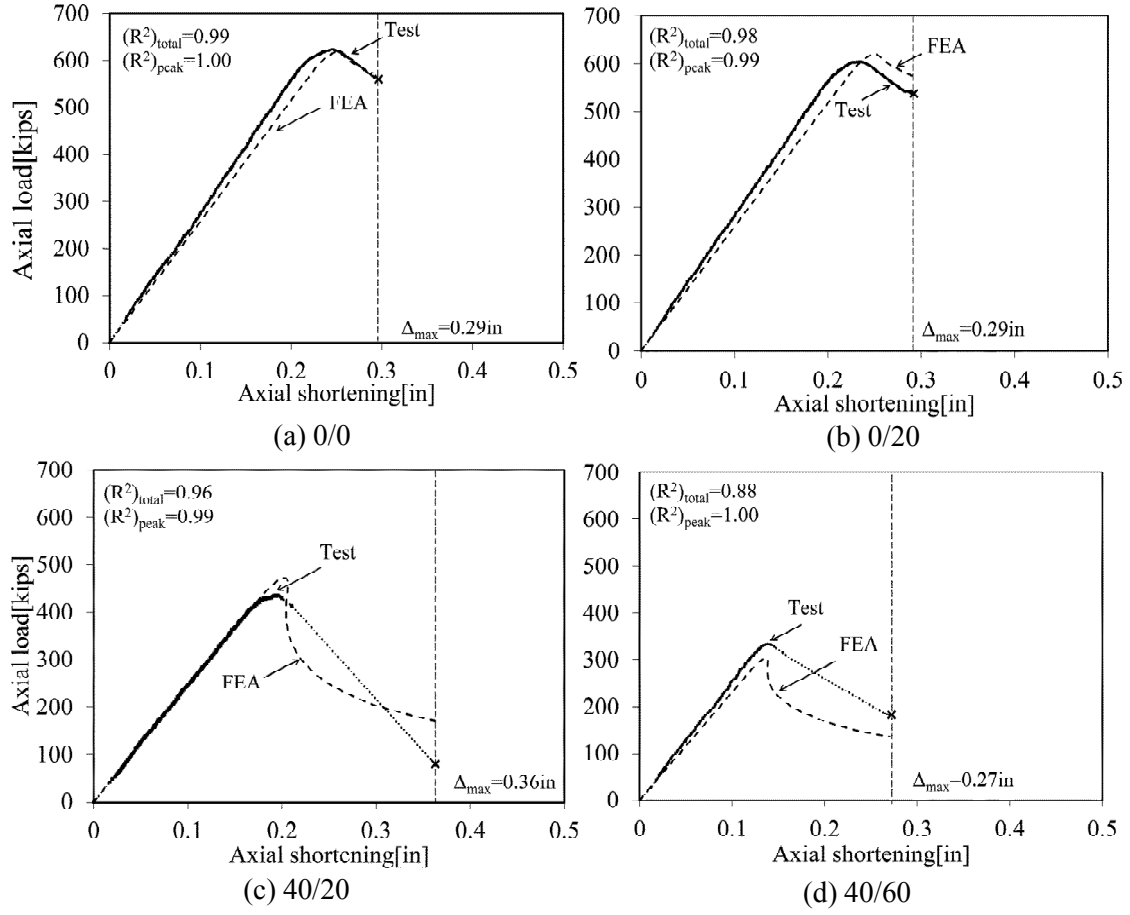 700
600
500
400
300
200
100
0
Axial load[kips]
(R²)total=0.99
(R²)peak=1.00
Test
FEA
Δmax=0.29in
0 0.1 0.2 0.3 0.4 0.5
Axial shortening[in]
(a) 0/0
700
600
500
400
300
200
100
0
(R²)total=0.98
(R²)peak=0.99
FEA
Test
Δmax=0.29in
0 0.1 0.2 0.3 0.4 0.5
Axial shortening[in]
(b) 0/20
700
600
500
400
300
200
100
0
Axial load[kips]
(R²)total=0.96
(R²)peak=0.99
Test
FEA
Δmax=0.36in
0 0.1 0.2 0.3 0.4 0.5
Axial shortening[in]
(c) 40/20
700
600
500
400
300
200
100
0
(R²)total=0.88
(R²)peak=1.00
Test
FEA
Δmax=0.27in
0 0.1 0.2 0.3 0.4 0.5
Axial shortening[in]
(d) 40/60